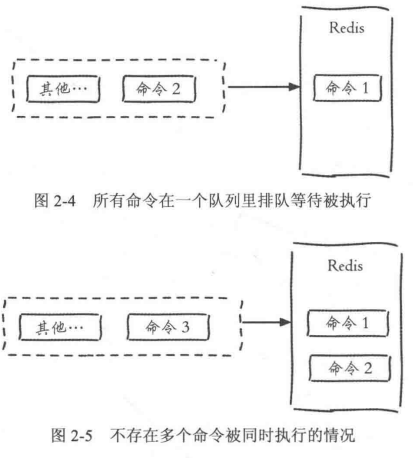 Redis
其他… 命令 2 命令 1
图 2-4 所有命令在一个队列里排队等待被执行
Redis
其他… 命令 3 命令 1
命令 2
图 2-5 不存在多个命令被同时执行的情况